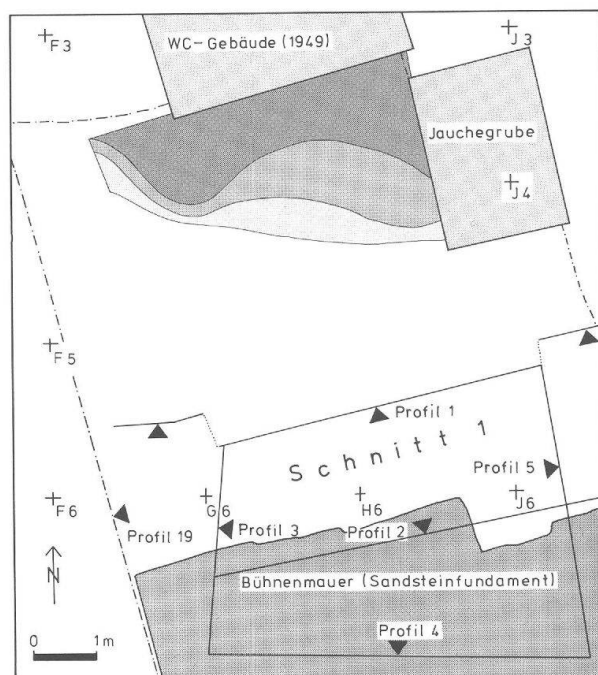 F3
WC-Gebäude (1949)
J3
Jauchegrube
J4
F5
Profil 1
Schnitt 1
Profil 5
F6
G6
H6
J6
Profil 19
Profil 3
Profil 2
N
Bühnenmauer (Sandsteinfundament)
Profil 4
0 1m